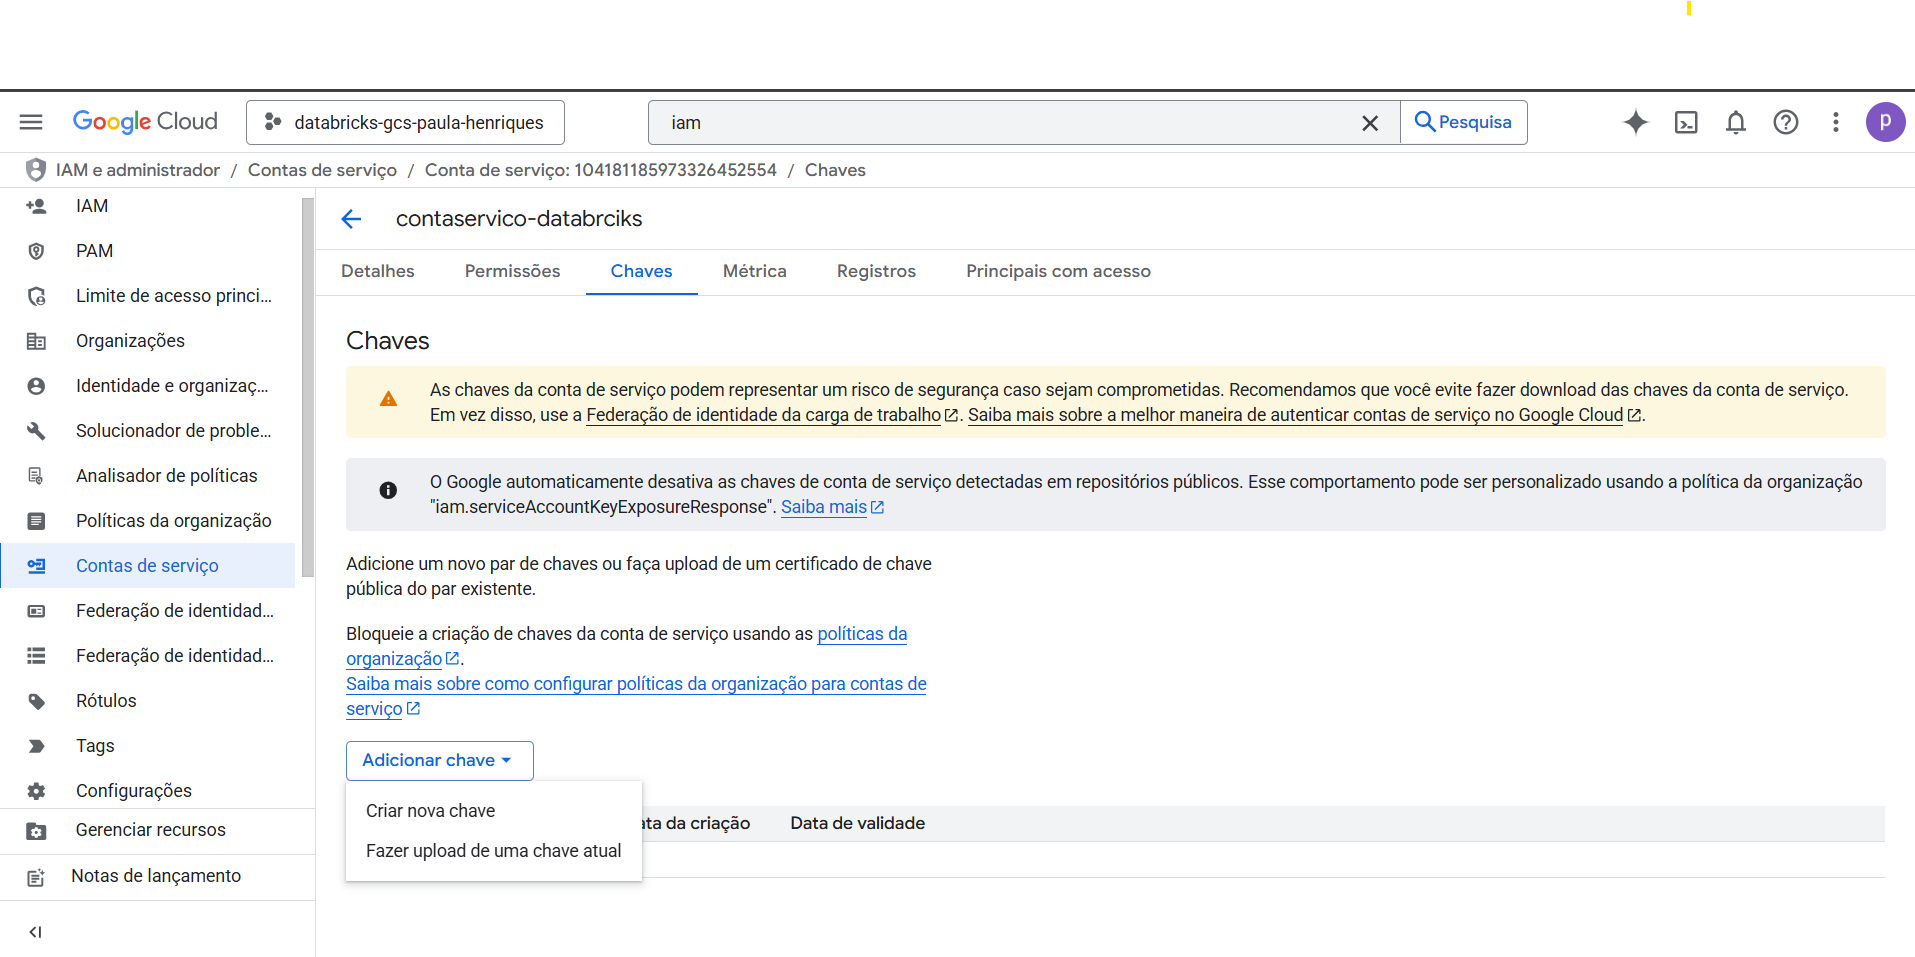 Google Cloud
databricks-gcs-paula-henriques
iam
Pesquisa
p
IAM e administrador / Contas de serviço / Conta de serviço: 104181185973326452554 / Chaves
IAM
PAM
Limite de acesso princi...
Organizações
Identidade e organizaç...
Solucionador de proble...
Analisador de políticas
Políticas da organização
Contas de serviço
Federação de identidad...
Federação de identidad...
Rótulos
Tags
Configurações
Gerenciar recursos
Notas de lançamento
contaservico-databrciks
Detalhes
Permissões
Chaves
Métrica
Registros
Principais com acesso
Chaves
As chaves da conta de serviço podem representar um risco de segurança caso sejam comprometidas. Recomendamos que você evite fazer download das chaves da conta de serviço.
Em vez disso, use a Federação de identidade da carga de trabalho. Saiba mais sobre a melhor maneira de autenticar contas de serviço no Google Cloud.
O Google automaticamente desativa as chaves de conta de serviço detectadas em repositórios públicos. Esse comportamento pode ser personalizado usando a política da organização
"iam.serviceAccountKeyExposureResponse". Saiba mais
Adicione um novo par de chaves ou faça upload de um certificado de chave
pública do par existente.
Bloqueie a criação de chaves da conta de serviço usando as políticas da
organização.
Saiba mais sobre como configurar políticas da organização para contas de
serviço
Adicionar chave
Criar nova chave
Fazer upload de uma chave atual
ata da criação
Data de validade